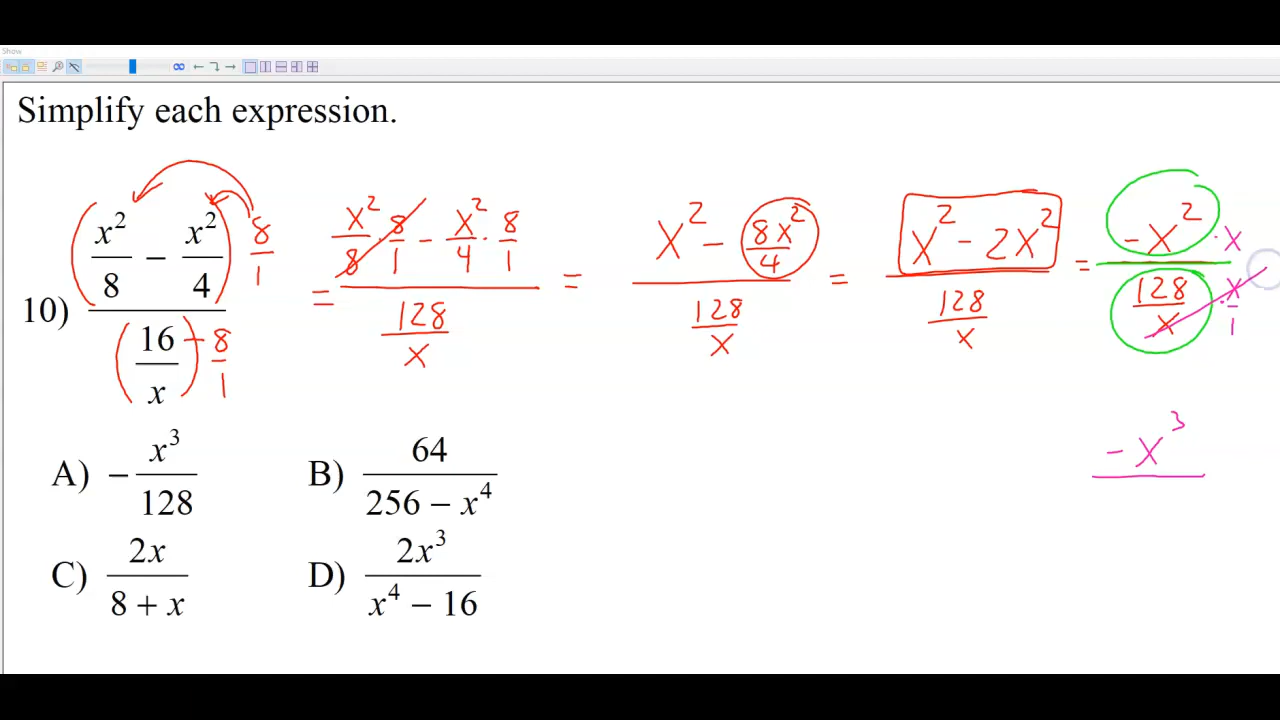 Show
Simplify each expression.
10) (x²/8 − x²/4) 8/1 / (16/x) 8/1 = (x²/8 · 8/1 − x²/4 · 8/1) / (128/x) = (x² − 8x²/4) / (128/x) = (x² − 2x²) / (128/x) = (−x² · x) / (128/x · x/1)
−x³
A) − x³/128 B) 64/(256 − x⁴)
C) 2x/(8 + x) D) 2x³/(x⁴ − 16)